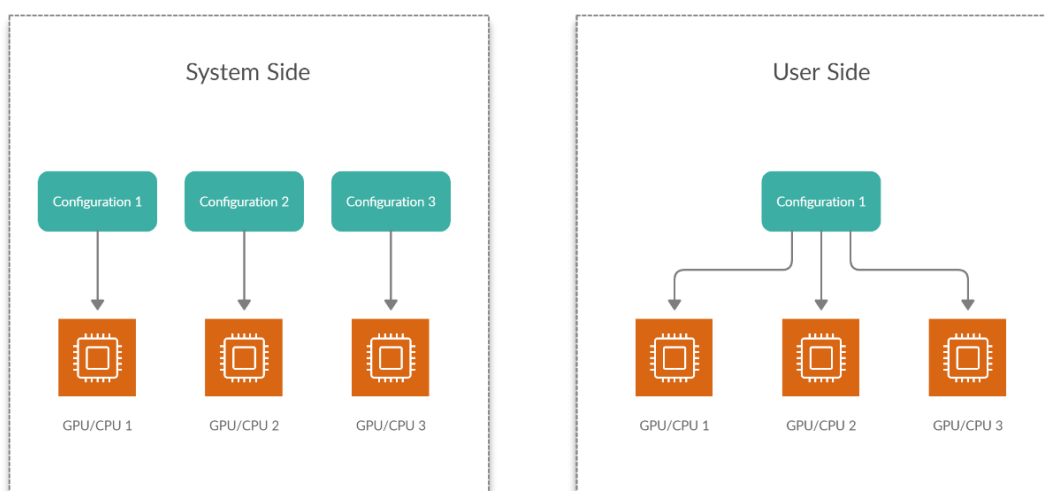 System Side
Configuration 1
Configuration 2
Configuration 3
GPU/CPU 1
GPU/CPU 2
GPU/CPU 3
User Side
Configuration 1
GPU/CPU 1
GPU/CPU 2
GPU/CPU 3